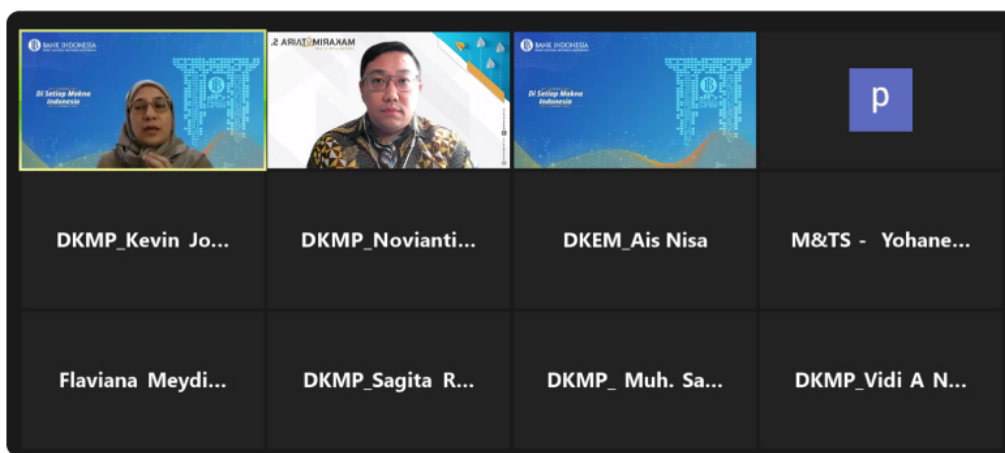 BANK INDONESIA
Di Setiap Makna
Indonesia
MAKARIM&TAIRA S.
BANK INDONESIA
Di Setiap Makna
Indonesia
p
DKMP_Kevin Jo...
DKMP_Novianti...
DKEM_Ais Nisa
M&TS - Yohane...
Flaviana Meydi...
DKMP_Sagita R...
DKMP_ Muh. Sa...
DKMP_Vidi A N...